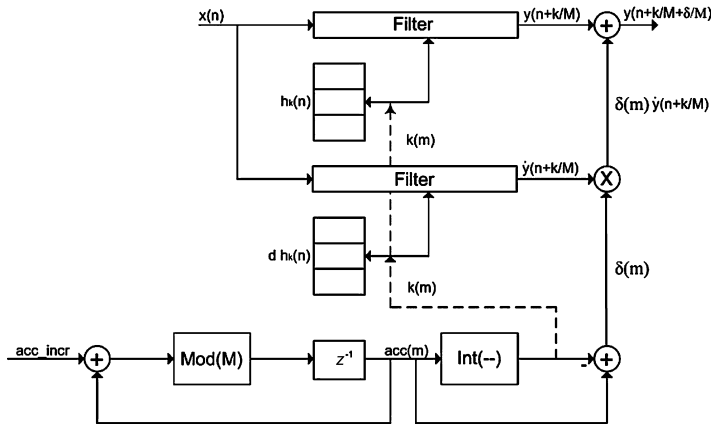 x(n)
Filter
y(n+k/M)
+
y(n+k/M+δ/M)
hk(n)
k(m)
δ(m) ẏ(n+k/M)
Filter
ẏ(n+k/M)
X
d hk(n)
k(m)
δ(m)
acc_incr
+
Mod(M)
z⁻¹
acc(m)
Int(--)
-
+